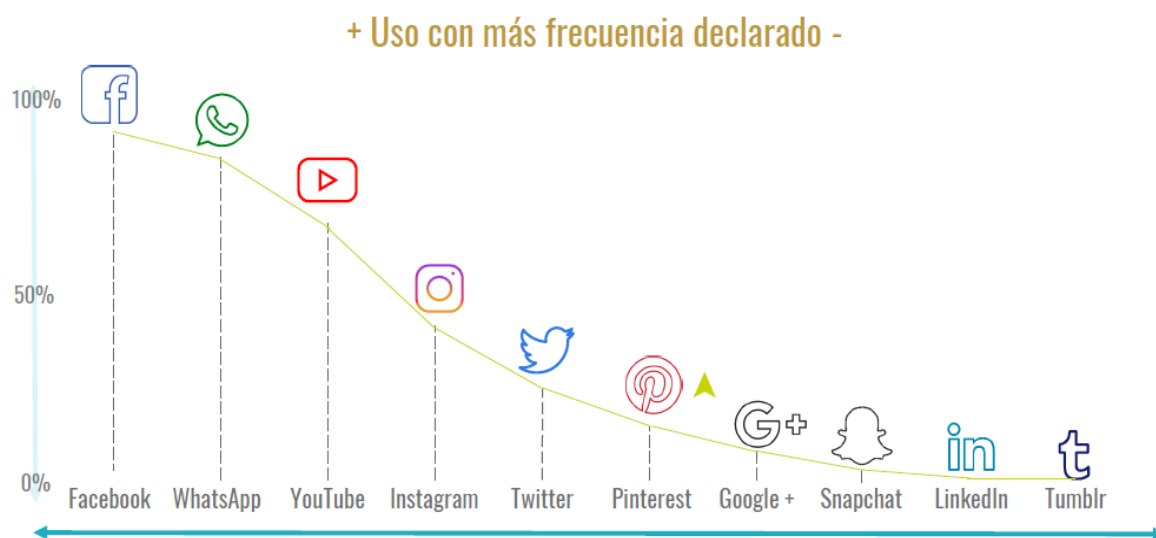 + Uso con más frecuencia declarado -
100%
50%
0%
Facebook WhatsApp YouTube Instagram Twitter Pinterest Google + Snapchat LinkedIn Tumblr